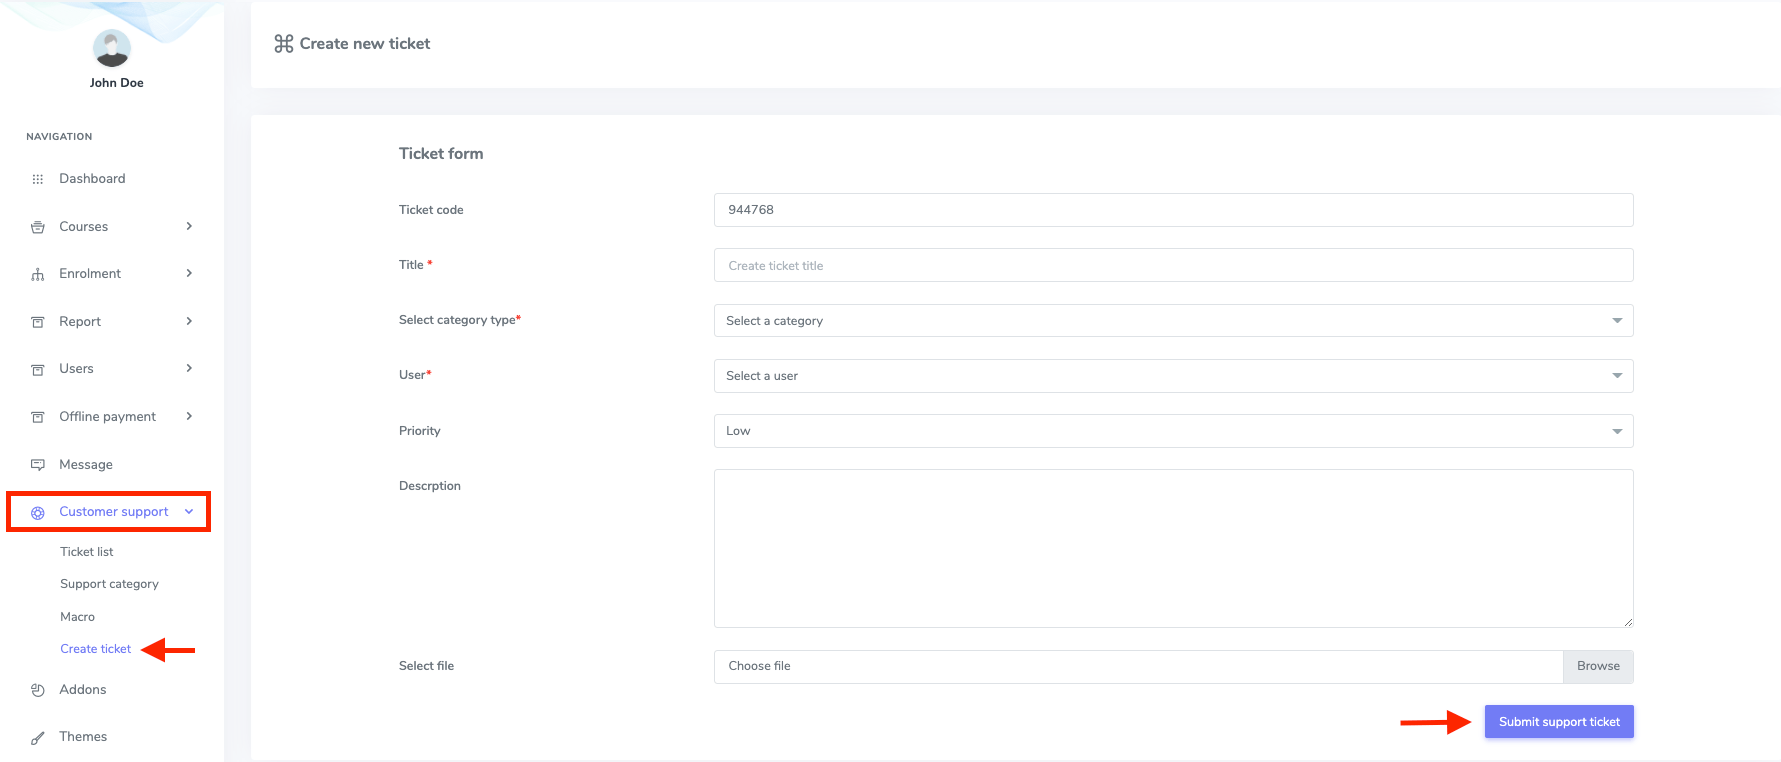 John Doe
NAVIGATION
Dashboard
Courses
Enrolment
Report
Users
Offline payment
Message
Customer support
Ticket list
Support category
Macro
Create ticket
Addons
Themes
Create new ticket
Ticket form
Ticket code 944768
Title * Create ticket title
Select category type* Select a category
User* Select a user
Priority Low
Descrption
Select file Choose file Browse
Submit support ticket